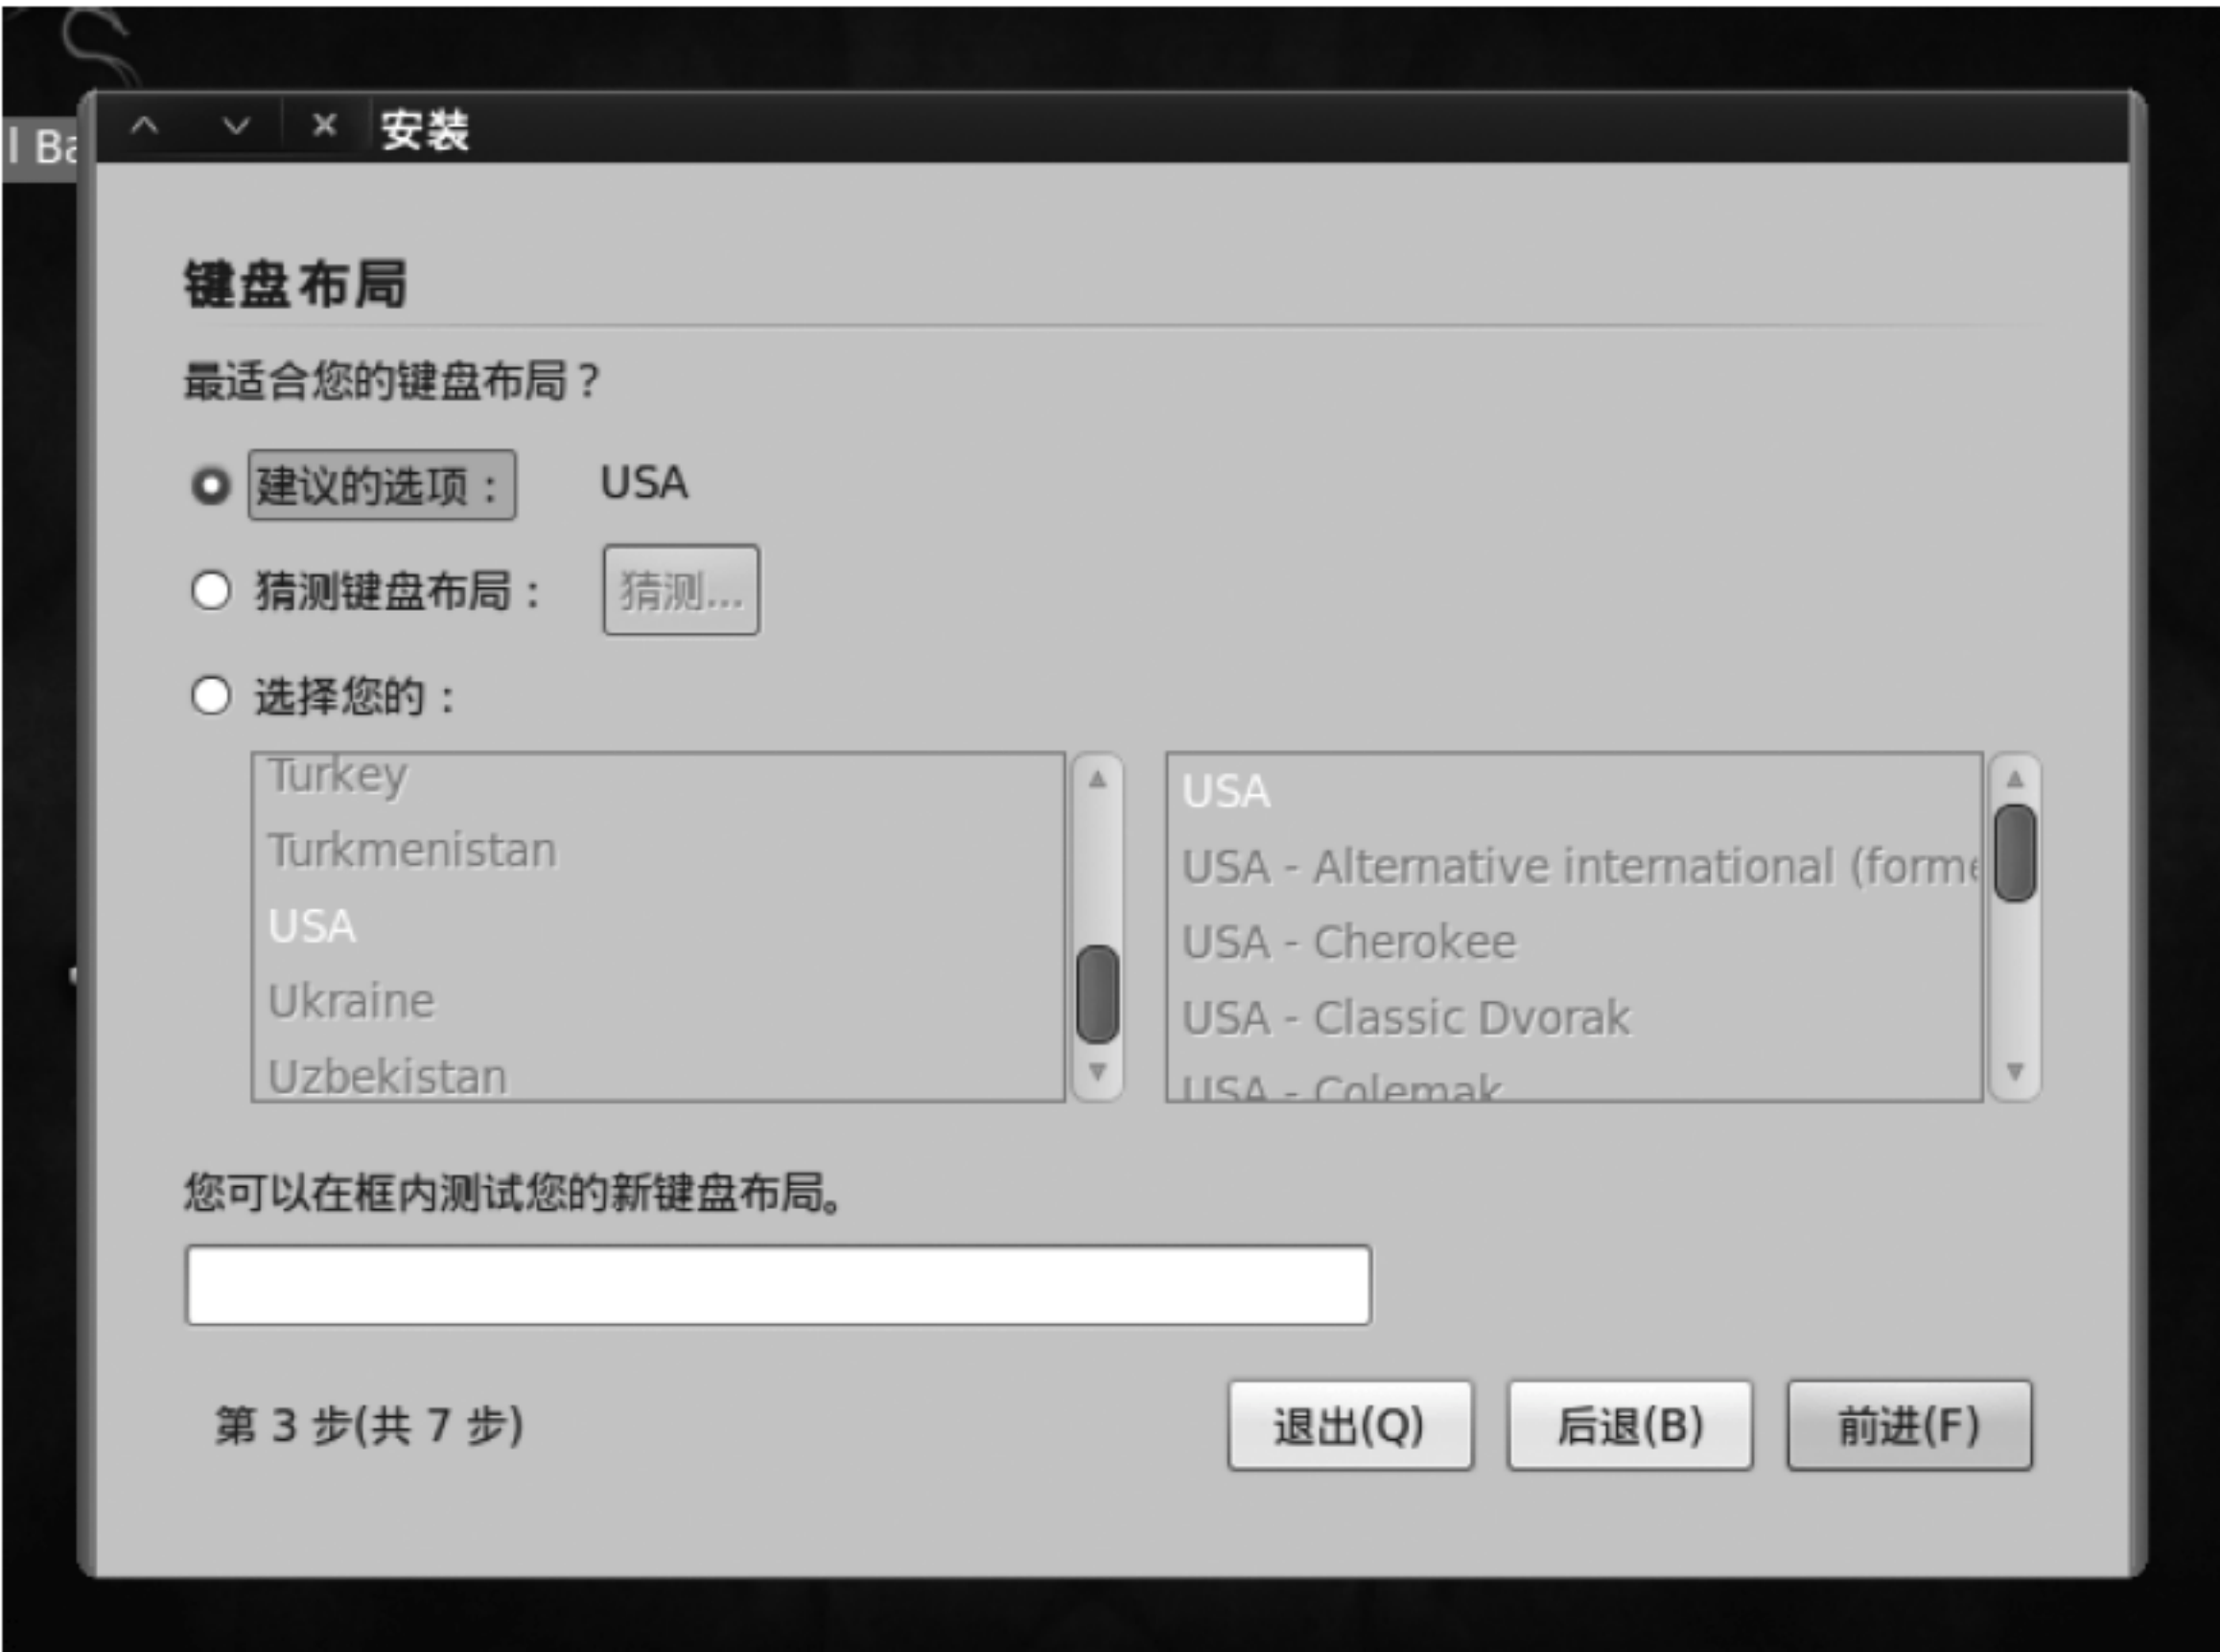 安装
键盘布局
最适合您的键盘布局？
建议的选项： USA
猜测键盘布局： 猜测...
选择您的：
Turkey
Turkmenistan
USA
Ukraine
Uzbekistan
USA
USA - Alternative international (forme
USA - Cherokee
USA - Classic Dvorak
USA - Colemak
您可以在框内测试您的新键盘布局。
第 3 步(共 7 步)
退出(Q) 后退(B) 前进(F)